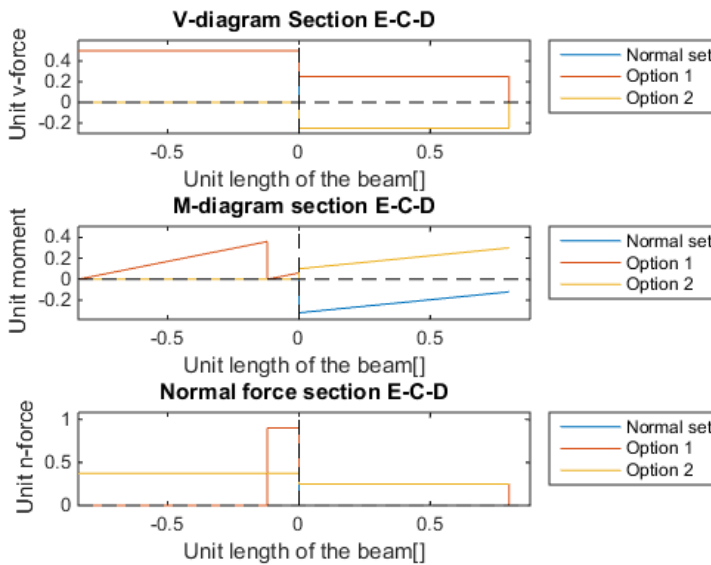 V-diagram Section E-C-D
Unit v-force
0.4
0.2
0
-0.2
-0.5
0
0.5
Unit length of the beam[]
Normal set
Option 1
Option 2
M-diagram section E-C-D
Unit moment
0.4
0.2
0
-0.2
-0.5
0
0.5
Unit length of the beam[]
Normal set
Option 1
Option 2
Normal force section E-C-D
Unit n-force
1
0.5
0
-0.5
0
0.5
Unit length of the beam[]
Normal set
Option 1
Option 2